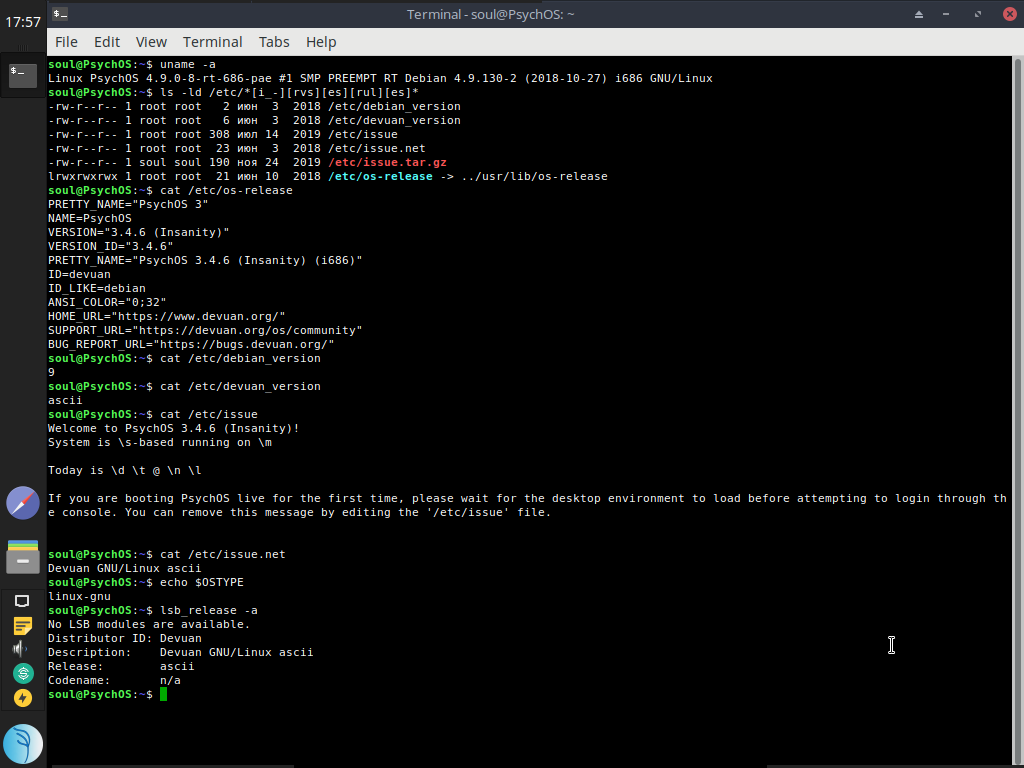 17:57
Terminal - soul@PsychOS: ~
File Edit View Terminal Tabs Help
soul@PsychOS:~$ uname -a
Linux PsychOS 4.9.0-8-rt-686-pae #1 SMP PREEMPT RT Debian 4.9.130-2 (2018-10-27) i686 GNU/Linux
soul@PsychOS:~$ ls -ld /etc/*[i_-][rvs][es][rul][es]*
-rw-r--r-- 1 root root   2 июн  3  2018 /etc/debian_version
-rw-r--r-- 1 root root   6 июн  3  2018 /etc/devuan_version
-rw-r--r-- 1 root root 308 июл 14  2019 /etc/issue
-rw-r--r-- 1 root root  23 июн  3  2018 /etc/issue.net
-rw-r--r-- 1 soul soul 190 ноя 24  2019 /etc/issue.tar.gz
lrwxrwxrwx 1 root root  21 июн 10  2018 /etc/os-release -> ../usr/lib/os-release
soul@PsychOS:~$ cat /etc/os-release
PRETTY_NAME="PsychOS 3"
NAME=PsychOS
VERSION="3.4.6 (Insanity)"
VERSION_ID="3.4.6"
PRETTY_NAME="PsychOS 3.4.6 (Insanity) (i686)"
ID=devuan
ID_LIKE=debian
ANSI_COLOR="0;32"
HOME_URL="https://www.devuan.org/"
SUPPORT_URL="https://devuan.org/os/community"
BUG_REPORT_URL="https://bugs.devuan.org/"
soul@PsychOS:~$ cat /etc/debian_version
9
soul@PsychOS:~$ cat /etc/devuan_version
ascii
soul@PsychOS:~$ cat /etc/issue
Welcome to PsychOS 3.4.6 (Insanity)!
System is \s-based running on \m
Today is \d \t @ \n \l
If you are booting PsychOS live for the first time, please wait for the desktop environment to load before attempting to login through th
e console. You can remove this message by editing the '/etc/issue' file.
soul@PsychOS:~$ cat /etc/issue.net
Devuan GNU/Linux ascii
soul@PsychOS:~$ echo $OSTYPE
linux-gnu
soul@PsychOS:~$ lsb_release -a
No LSB modules are available.
Distributor ID: Devuan
Description:    Devuan GNU/Linux ascii
Release:        ascii
Codename:       n/a
soul@PsychOS:~$